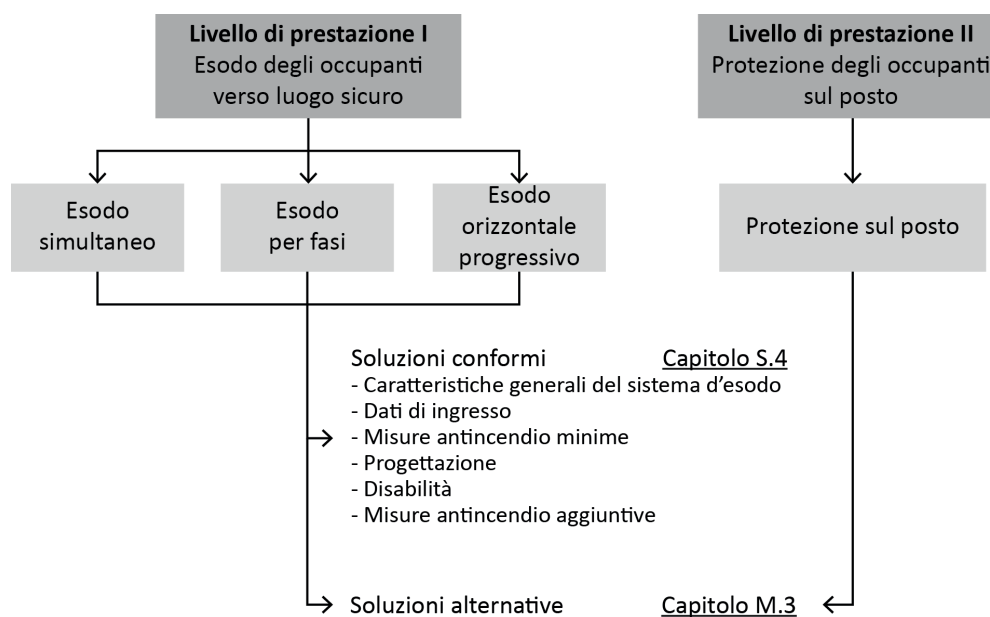 Livello di prestazione I
Esodo degli occupanti
verso luogo sicuro
Livello di prestazione II
Protezione degli occupanti
sul posto
Esodo
simultaneo
Esodo
per fasi
Esodo
orizzontale
progressivo
Protezione sul posto
Soluzioni conformi Capitolo S.4
- Caratteristiche generali del sistema d'esodo
- Dati di ingresso
- Misure antincendio minime
- Progettazione
- Disabilità
- Misure antincendio aggiuntive
Soluzioni alternative Capitolo M.3